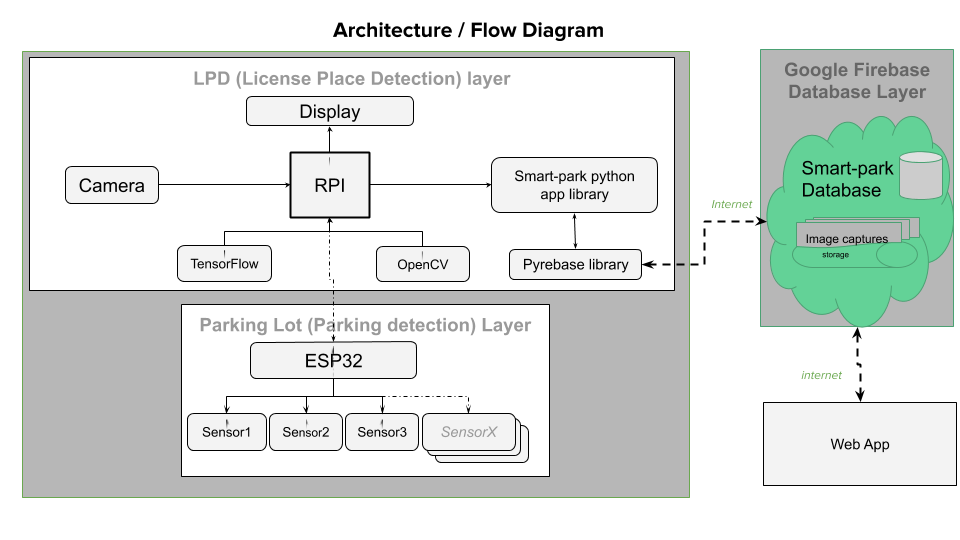 Architecture / Flow Diagram
LPD (License Place Detection) layer
Display
Camera
RPI
Smart-park python
app library
TensorFlow
OpenCV
Pyrebase library
Parking Lot (Parking detection) Layer
ESP32
Sensor1
Sensor2
Sensor3
SensorX
Internet
Google Firebase
Database Layer
Smart-park
Database
Image captures
storage
internet
Web App